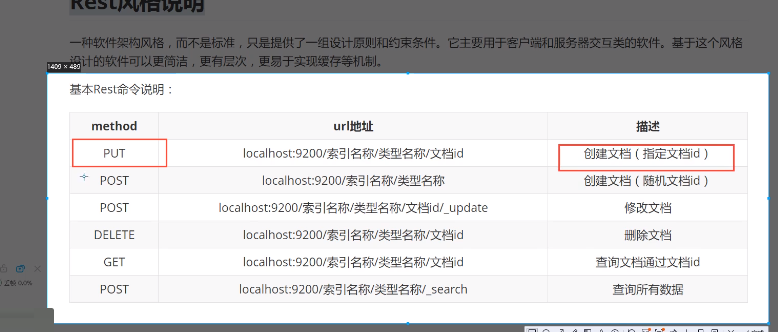 Rest风格说明
一种软件架构风格，而不是标准，只是提供了一组设计原则和约束条件。它主要用于客户端和服务器交互类的软件。基于这个风格
设计的软件可以更简洁，更有层次，更易于实现缓存等机制。
1409 × 489
基本Rest命令说明：
method url地址 描述
PUT localhost:9200/索引名称/类型名称/文档id 创建文档（指定文档id）
POST localhost:9200/索引名称/类型名称 创建文档（随机文档id）
POST localhost:9200/索引名称/类型名称/文档id/_update 修改文档
DELETE localhost:9200/索引名称/类型名称/文档id 删除文档
GET localhost:9200/索引名称/类型名称/文档id 查询文档通过文档id
POST localhost:9200/索引名称/类型名称/_search 查询所有数据